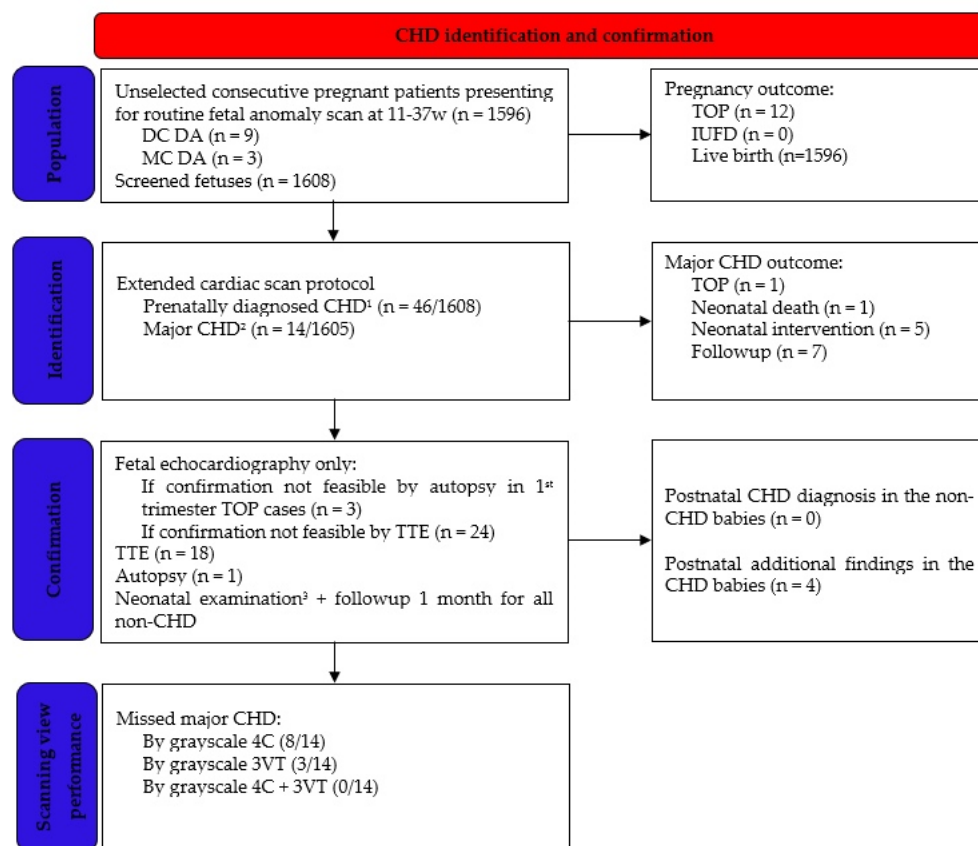 CHD identification and confirmation
Population
Unselected consecutive pregnant patients presenting
for routine fetal anomaly scan at 11-37w (n = 1596)
DC DA (n = 9)
MC DA (n = 3)
Screened fetuses (n = 1608)
Pregnancy outcome:
TOP (n = 12)
IUFD (n = 0)
Live birth (n=1596)
Identification
Extended cardiac scan protocol
Prenatally diagnosed CHD¹ (n = 46/1608)
Major CHD² (n = 14/1605)
Major CHD outcome:
TOP (n = 1)
Neonatal death (n = 1)
Neonatal intervention (n = 5)
Followup (n = 7)
Confirmation
Fetal echocardiography only:
If confirmation not feasible by autopsy in 1st
trimester TOP cases (n = 3)
If confirmation not feasible by TTE (n = 24)
TTE (n = 18)
Autopsy (n = 1)
Neonatal examination³ + followup 1 month for all
non-CHD
Postnatal CHD diagnosis in the non-
CHD babies (n = 0)
Postnatal additional findings in the
CHD babies (n = 4)
Scanning view
performance
Missed major CHD:
By grayscale 4C (8/14)
By grayscale 3VT (3/14)
By grayscale 4C + 3VT (0/14)